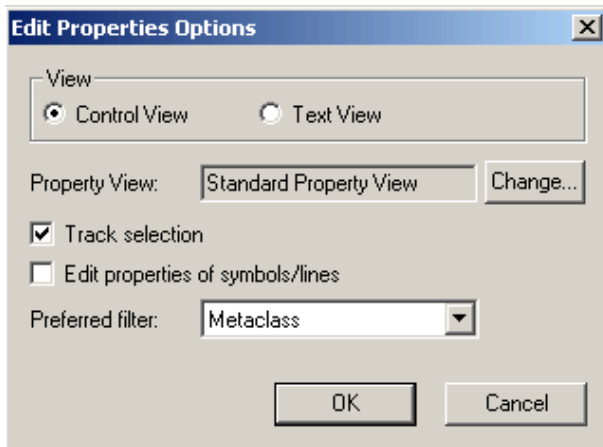 Edit Properties Options
View
Control View Text View
Property View: Standard Property View Change...
Track selection
Edit properties of symbols/lines
Preferred filter: Metaclass
OK Cancel